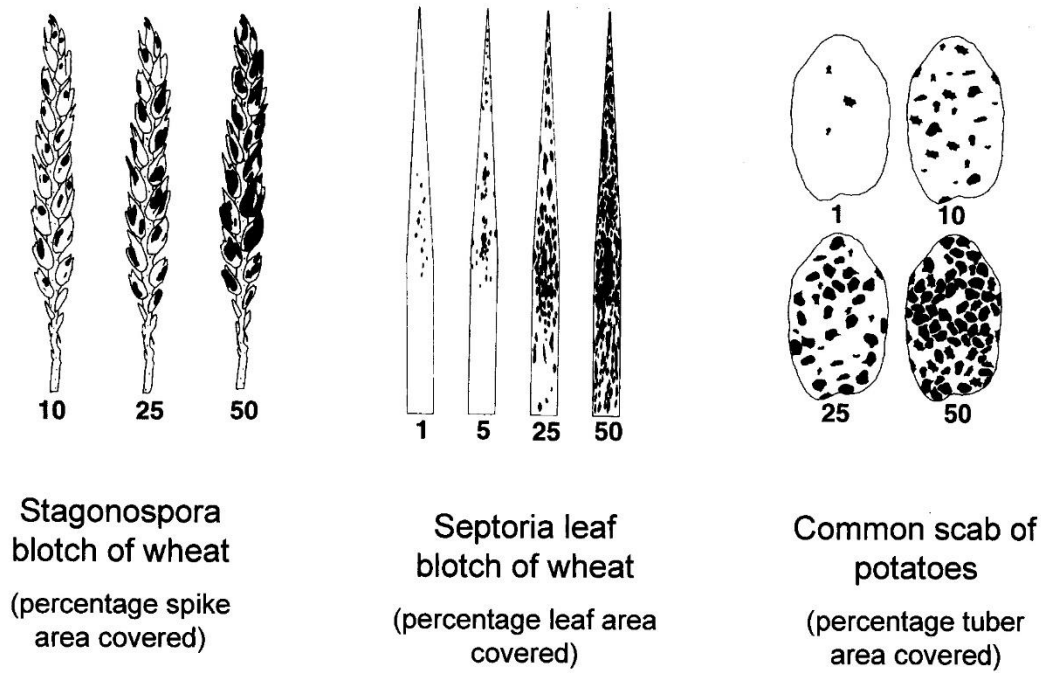 10 25 50
Stagonospora
blotch of wheat
(percentage spike
area covered)
1 5 25 50
Septoria leaf
blotch of wheat
(percentage leaf area
covered)
1 10
25 50
Common scab of
potatoes
(percentage tuber
area covered)